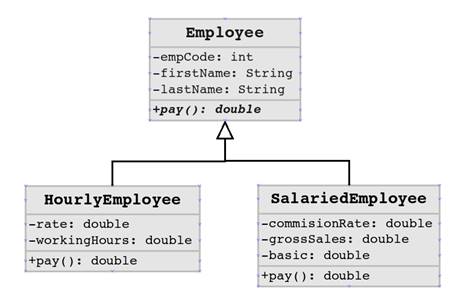 Employee
-empCode: int
-firstName: String
-lastName: String
+pay(): double
HourlyEmployee
-rate: double
-workingHours: double
+pay(): double
SalariedEmployee
-commisionRate: double
-grossSales: double
-basic: double
+pay(): double